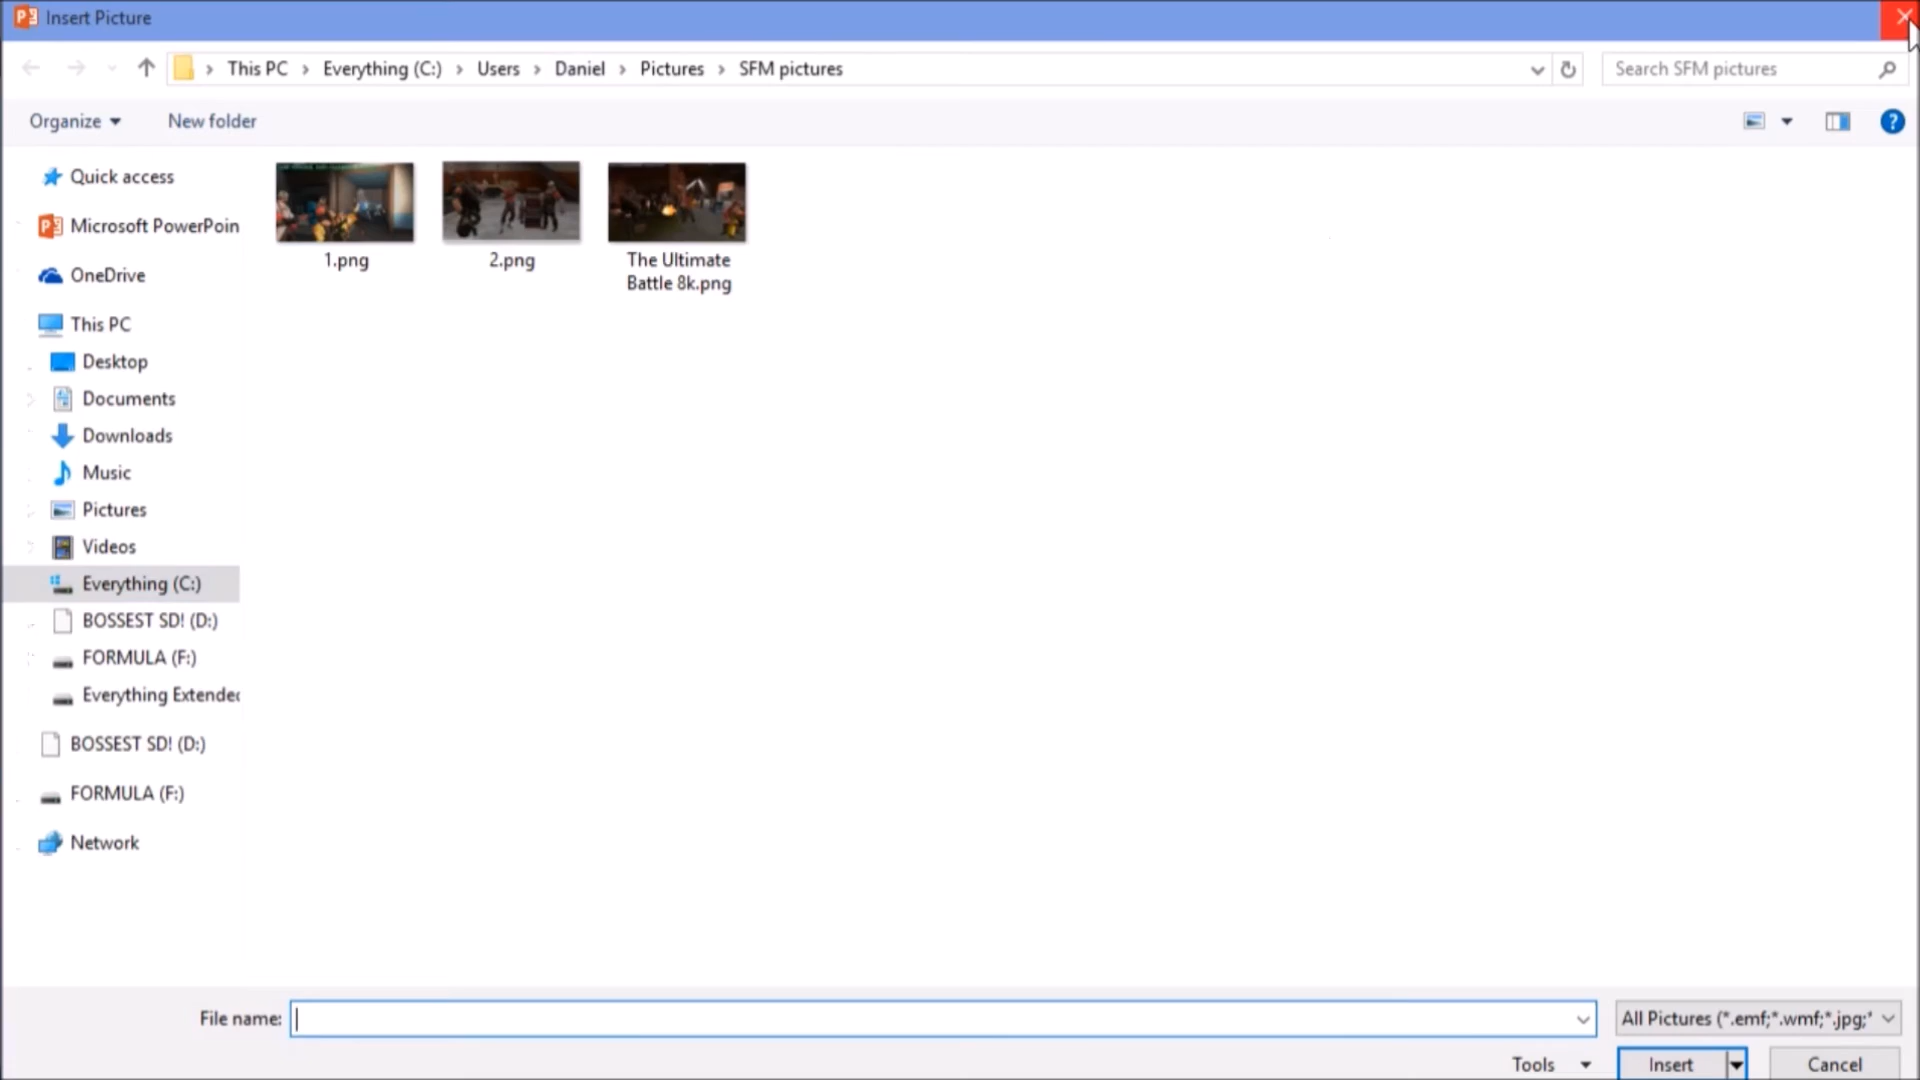 Insert Picture
This PC > Everything (C:) > Users > Daniel > Pictures > SFM pictures
Search SFM pictures
Organize
New folder
Quick access
Microsoft PowerPoin
OneDrive
This PC
Desktop
Documents
Downloads
Music
Pictures
Videos
Everything (C:)
BOSSEST SD! (D:)
FORMULA (F:)
Everything Extended
BOSSEST SD! (D:)
FORMULA (F:)
Network
1.png
2.png
The Ultimate
Battle 8k.png
File name:
All Pictures (*.emf;*.wmf;*.jpg;*
Tools
Insert
Cancel